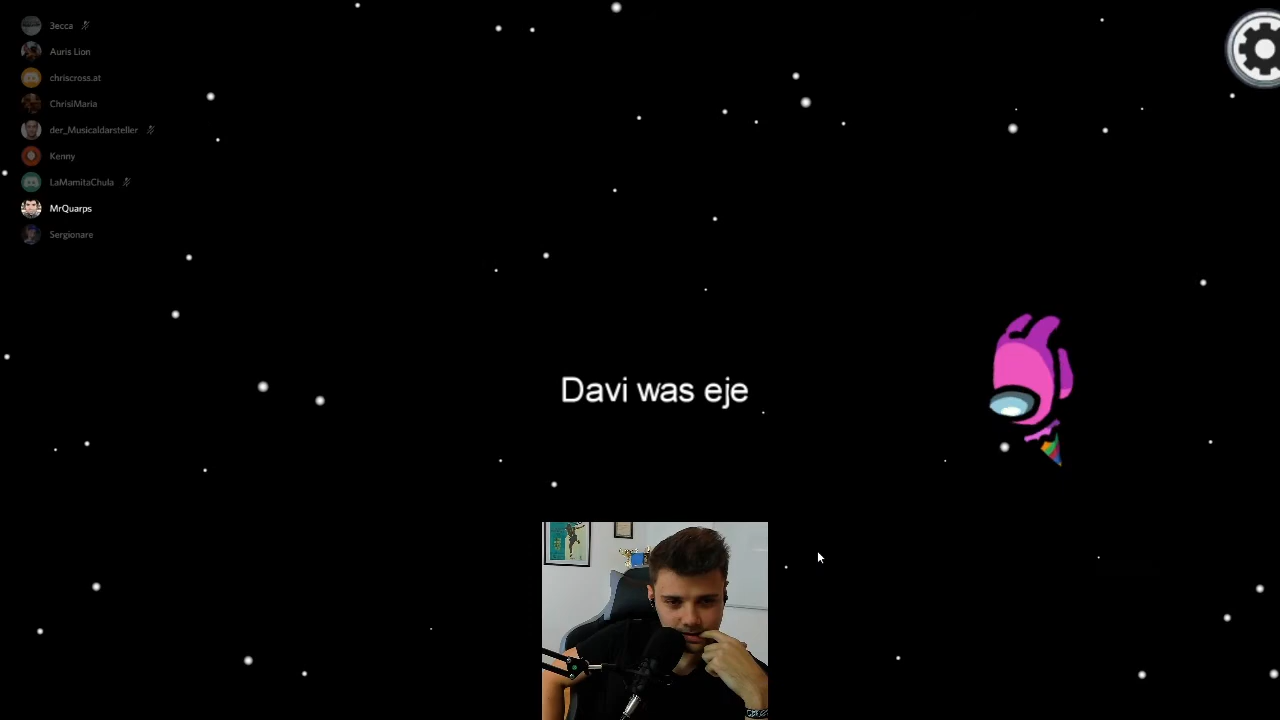 3ecca
Auris Lion
chriscross.at
ChrisiMaria
der_Musicaldarsteller
Kenny
LaMamitaChula
MrQuarps
Sergionare
Davi was eje